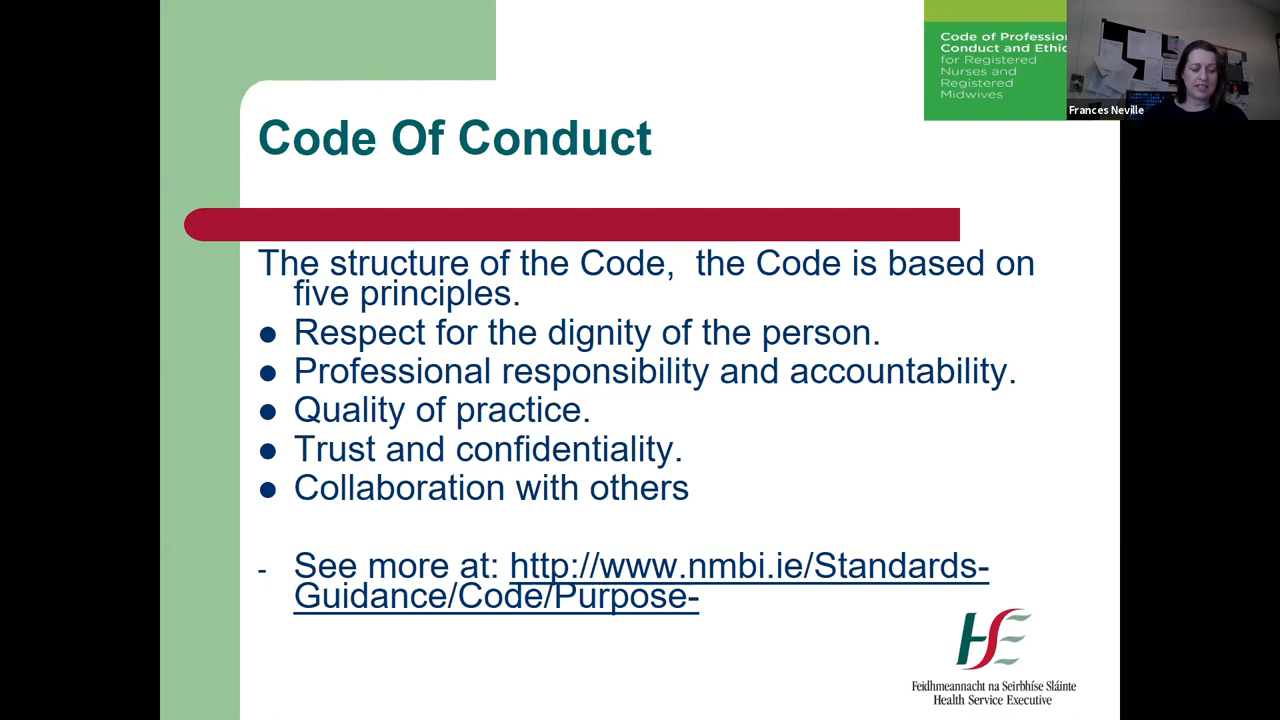 Code of Professio
Conduct and Ethic
for Registered
Nurses and
Registered
Midwives
Frances Neville
Code Of Conduct
The structure of the Code,  the Code is based on
five principles.
● Respect for the dignity of the person.
● Professional responsibility and accountability.
● Quality of practice.
● Trust and confidentiality.
● Collaboration with others
- See more at: http://www.nmbi.ie/Standards-
Guidance/Code/Purpose-
HE
Feidhmeannacht na Seirbhíse Sláinte
Health Service Executive